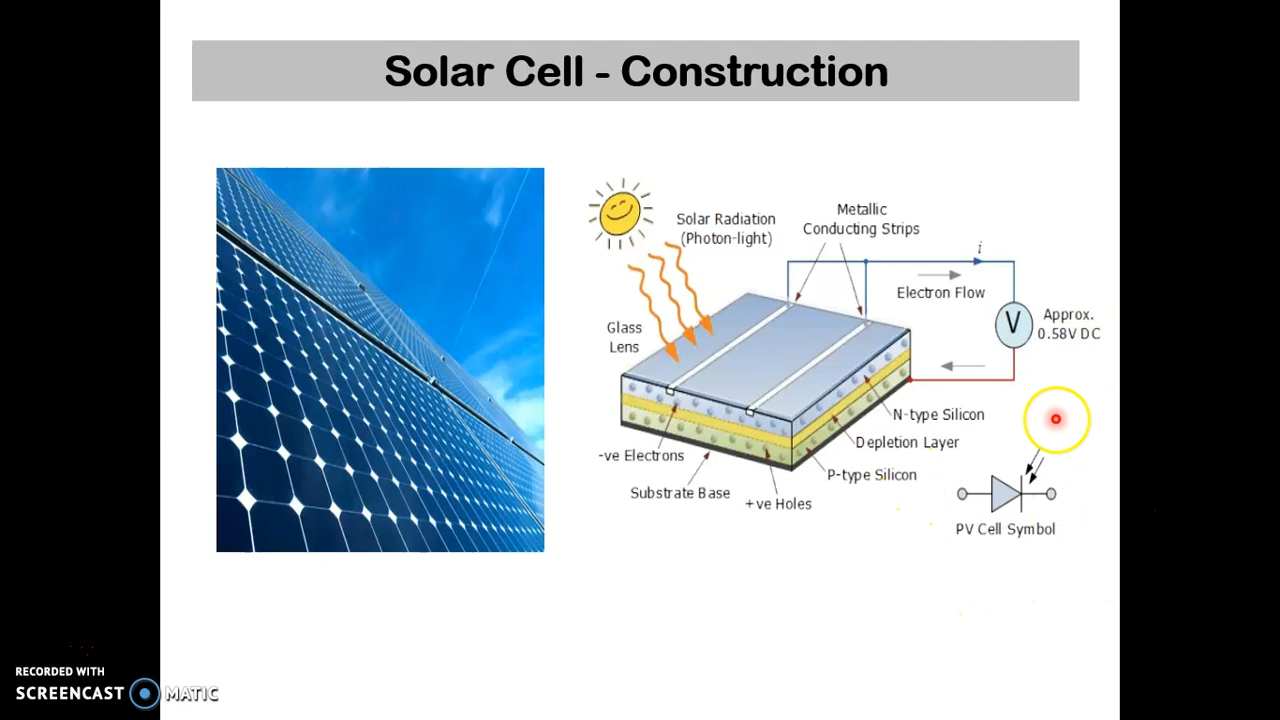 Solar Cell - Construction
Solar Radiation
(Photon-light)
Metallic
Conducting Strips
i
Electron Flow
Glass
Lens
V
Approx.
0.58V DC
N-type Silicon
Depletion Layer
-ve Electrons
P-type Silicon
Substrate Base
+ve Holes
PV Cell Symbol
RECORDED WITH
SCREENCAST MATIC